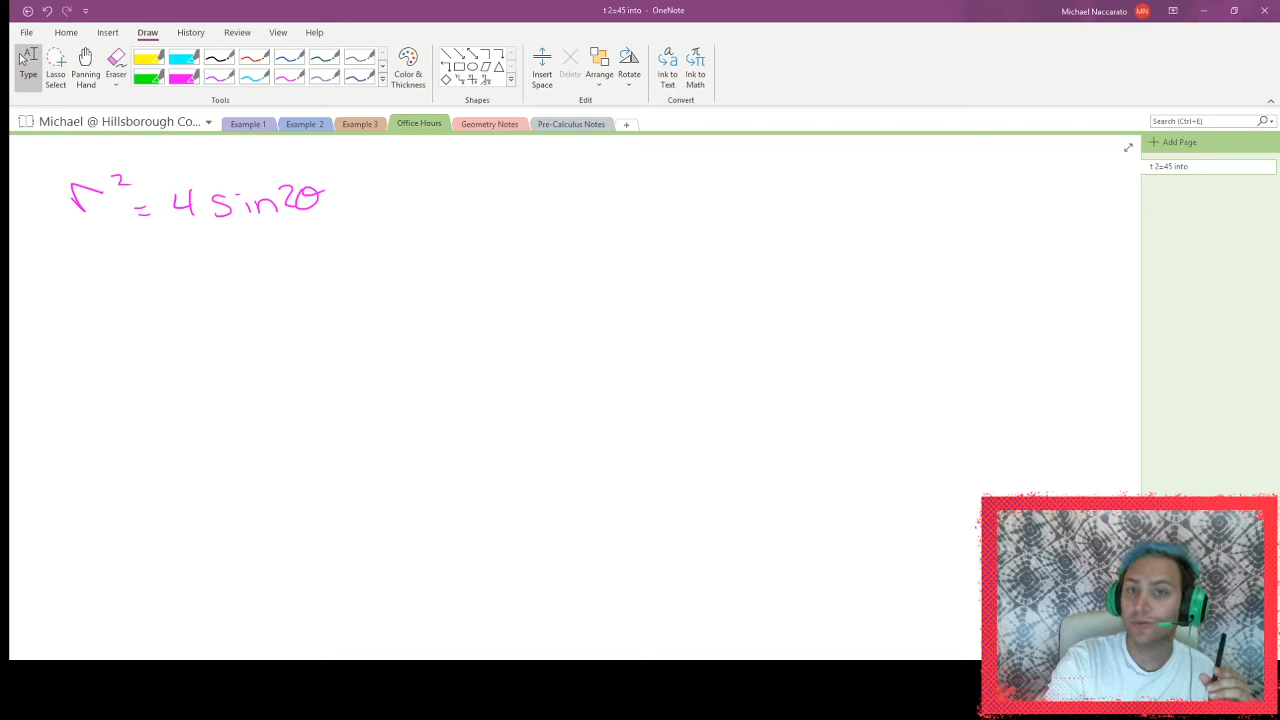 t 2=45 into - OneNote
Michael Naccarato MN
File Home Insert Draw History Review View Help
Type Lasso Select Panning Hand Eraser Color & Thickness Insert Space Delete Arrange Rotate Ink to Text Ink to Math
Tools Shapes Edit Convert
Michael @ Hillsborough Co... Example 1 Example 2 Example 3 Office Hours Geometry Notes Pre-Calculus Notes + Search (Ctrl+E)
Add Page
t 2=45 into
r² = 4 sin2θ